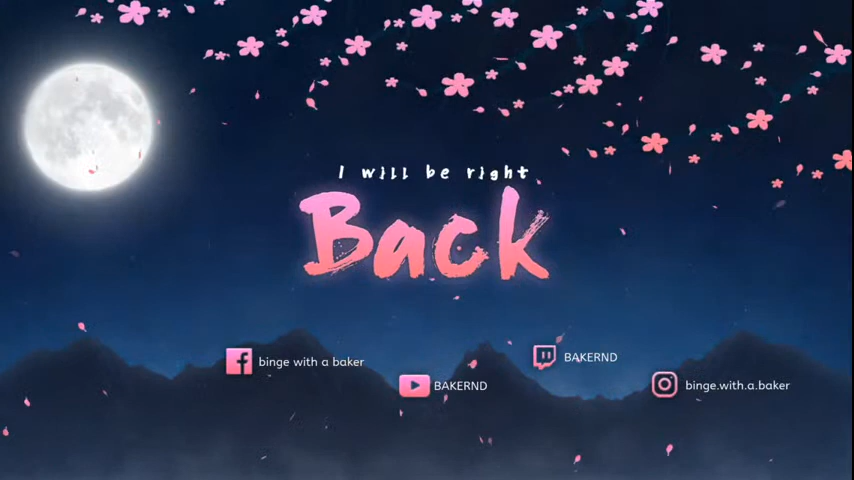 I will be right
Back
binge with a baker
BAKERND
BAKERND
binge.with.a.baker